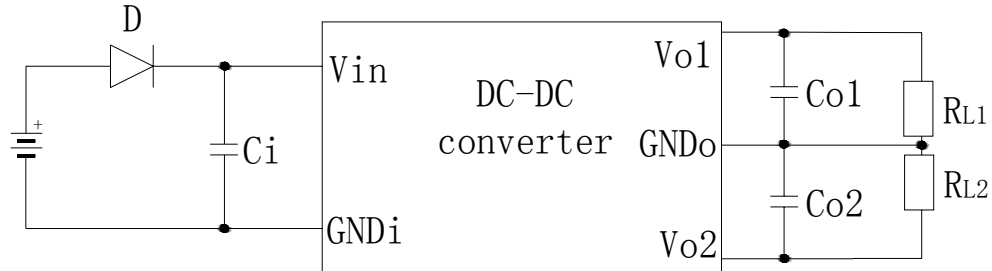 D
+
Vin
Ci
GNDi
DC-DC
converter
Vo1
GNDo
Vo2
Co1
Co2
RL1
RL2